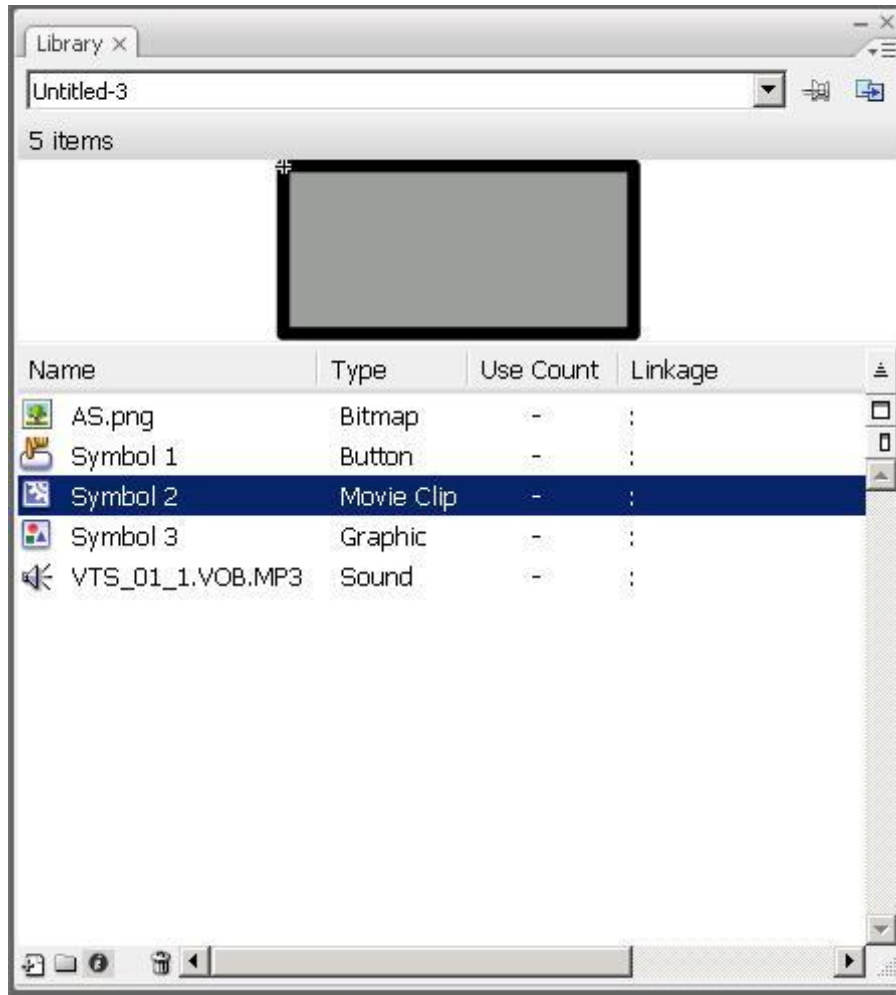 Library
Untitled-3
5 items
Name Type Use Count Linkage
AS.png Bitmap - :
Symbol 1 Button - :
Symbol 2 Movie Clip - :
Symbol 3 Graphic - :
VTS_01_1.VOB.MP3 Sound - :